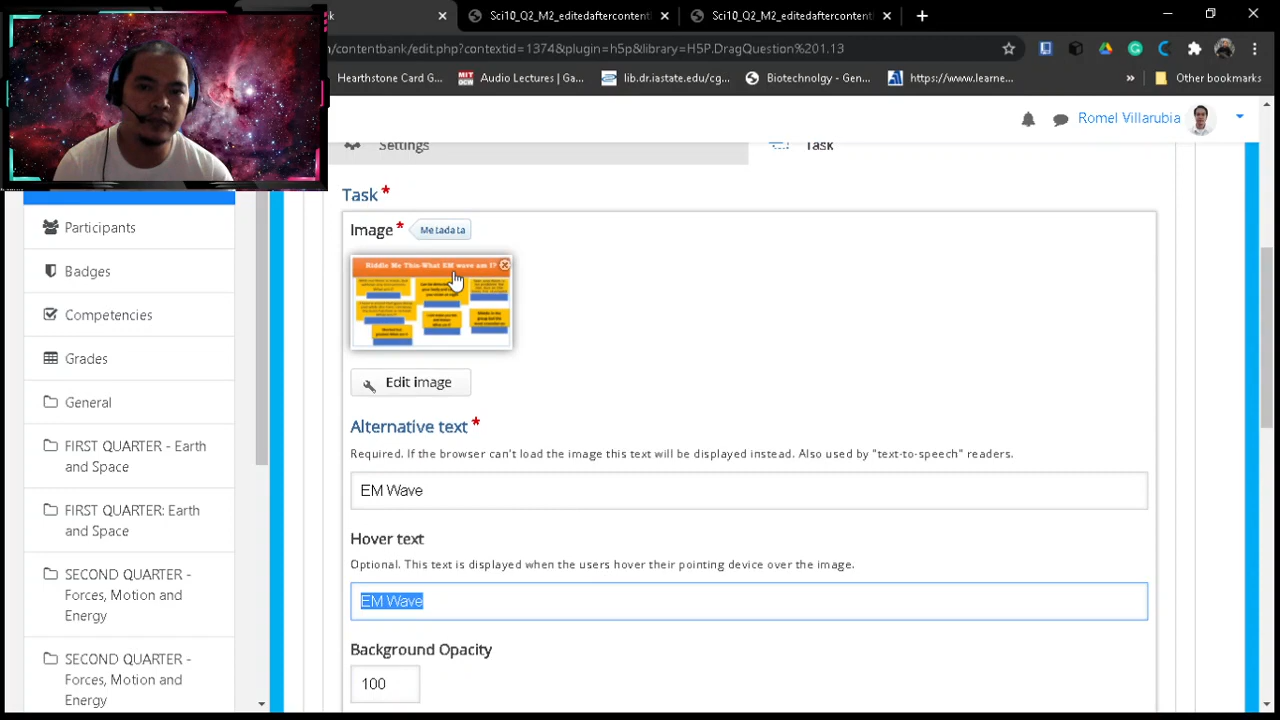 /contentbank/edit.php?contextid=1374&plugin=h5p&library=H5P.DragQuestion%201.13
Hearthstone Card G...
MIT OCW
Audio Lectures | Ga...
lib.dr.iastate.edu/cg...
Biotechnolgy - Gen...
https://www.learne...
»
Other bookmarks
Romel Villarubia
Settings
Task
Participants
Badges
Competencies
Grades
General
FIRST QUARTER - Earth
and Space
FIRST QUARTER: Earth
and Space
SECOND QUARTER -
Forces, Motion and
Energy
SECOND QUARTER -
Forces, Motion and
Energy
Task*
Image*
Metadata
Riddle Me This-What EM wave am I?
Edit image
Alternative text*
Required. If the browser can't load the image this text will be displayed instead. Also used by "text-to-speech" readers.
EM Wave
Hover text
Optional. This text is displayed when the users hover their pointing device over the image.
EM Wave
Background Opacity
100